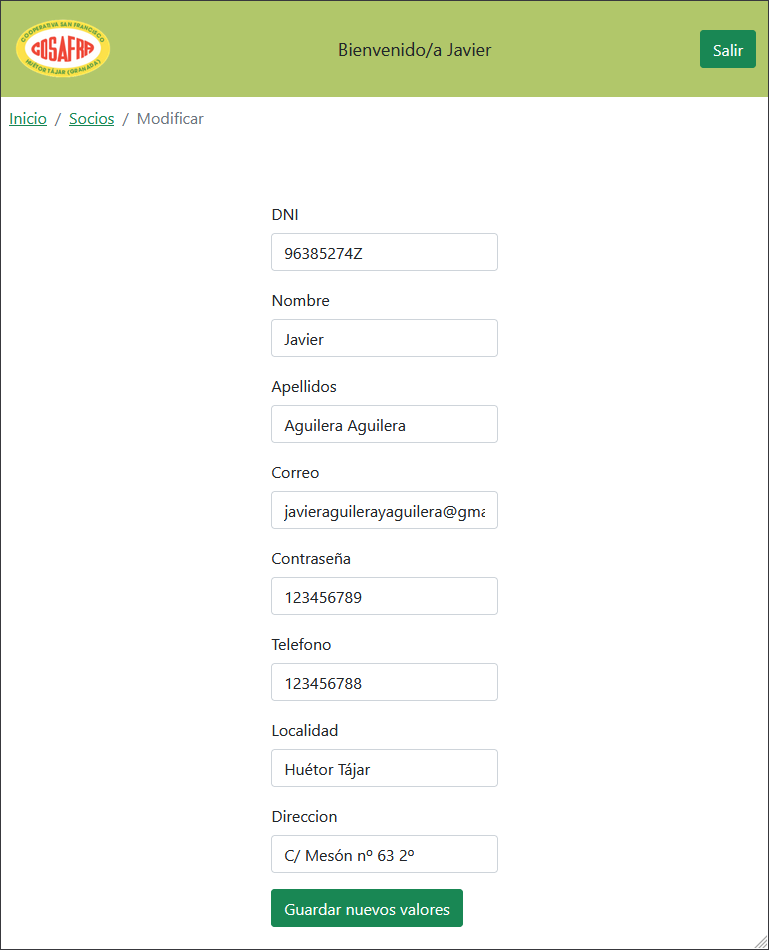 COOPERATIVA SAN FRANCISCO
COSAFRA
HUÉTOR TÁJAR (GRANADA)
Bienvenido/a Javier
Salir
Inicio / Socios / Modificar
DNI
96385274Z
Nombre
Javier
Apellidos
Aguilera Aguilera
Correo
javieraguilerayaguilera@gma
Contraseña
123456789
Telefono
123456788
Localidad
Huétor Tájar
Direccion
C/ Mesón nº 63 2º
Guardar nuevos valores